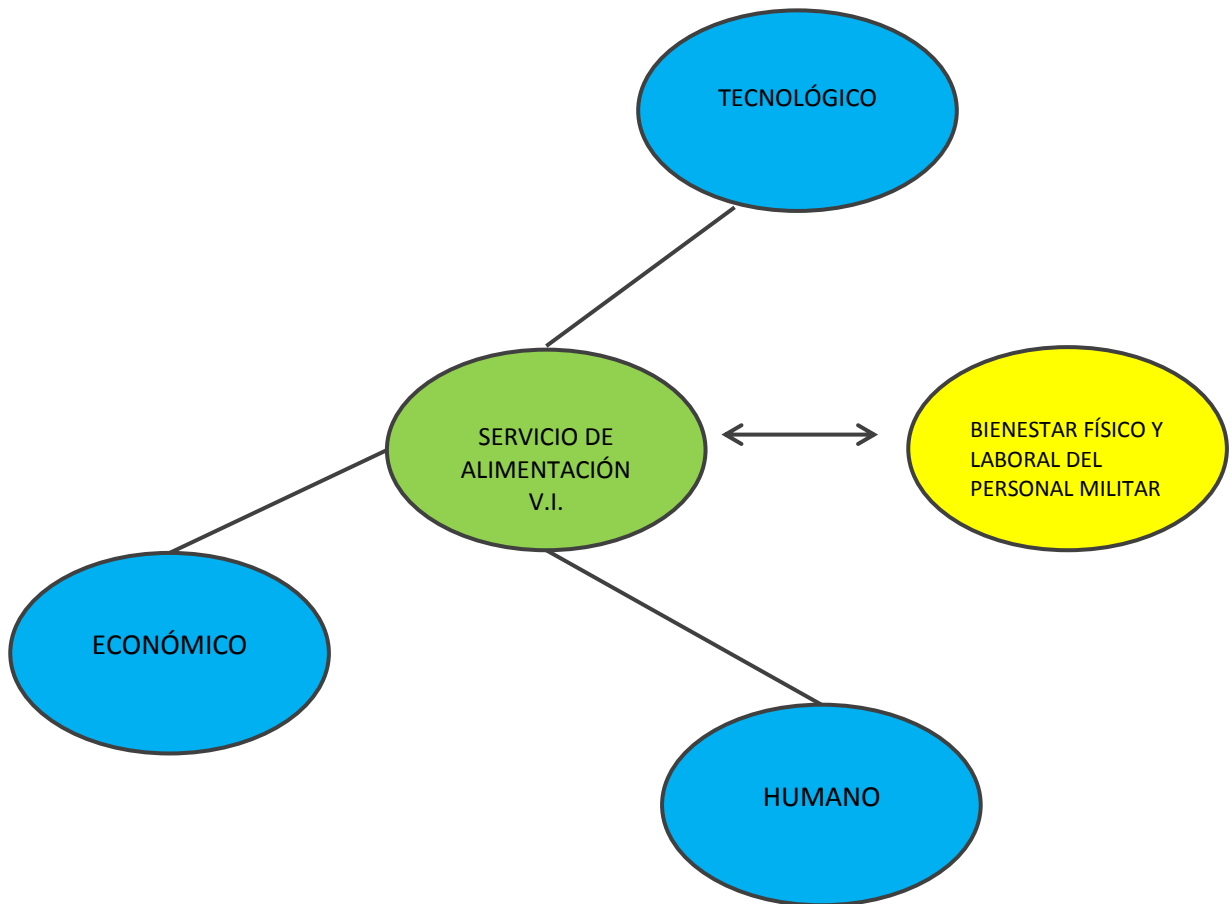 TECNOLÓGICO
SERVICIO DE
ALIMENTACIÓN
V.I.
BIENESTAR FÍSICO Y
LABORAL DEL
PERSONAL MILITAR
ECONÓMICO
HUMANO